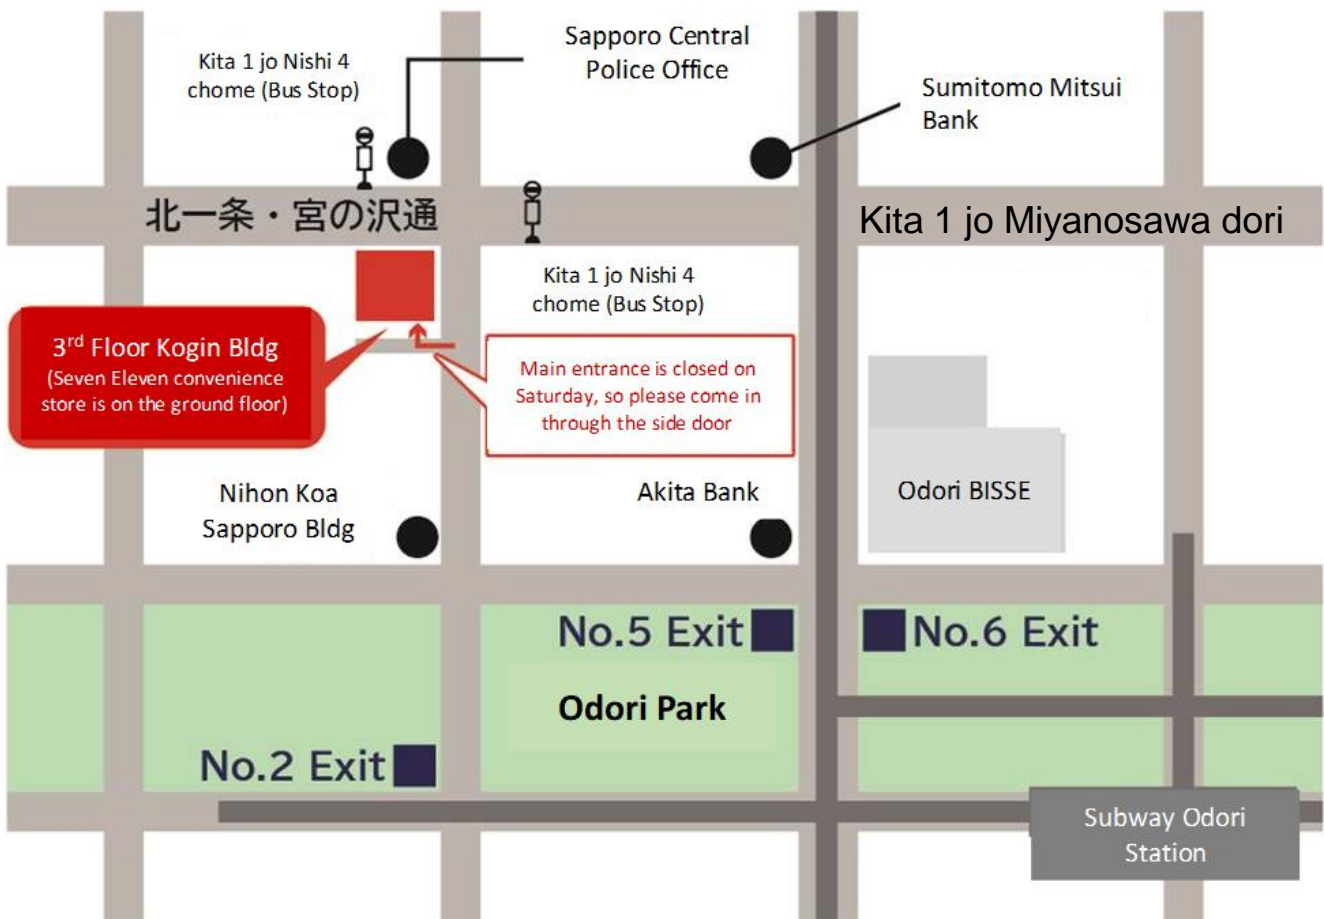 Sapporo Central
Police Office
Kita 1 jo Nishi 4
chome (Bus Stop)
Sumitomo Mitsui
Bank
北一条・宮の沢通
Kita 1 jo Miyanosawa dori
Kita 1 jo Nishi 4
chome (Bus Stop)
3rd Floor Kogin Bldg
(Seven Eleven convenience
store is on the ground floor)
Main entrance is closed on
Saturday, so please come in
through the side door
Nihon Koa
Sapporo Bldg
Akita Bank
Odori BISSE
No.5 Exit
No.6 Exit
Odori Park
No.2 Exit
Subway Odori
Station